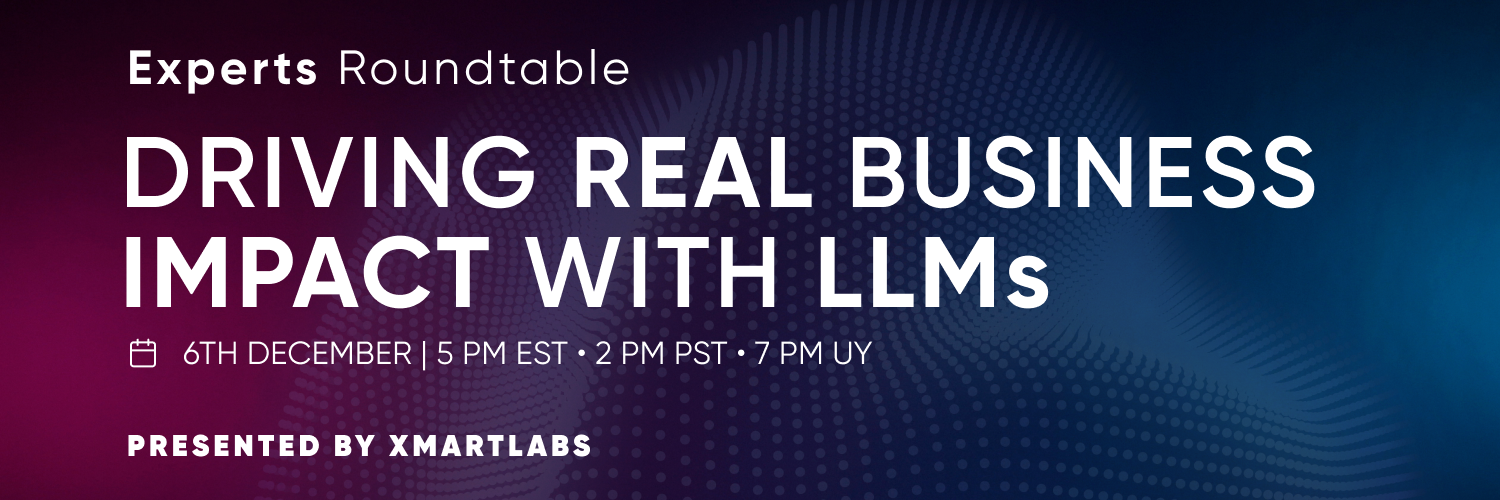 Experts Roundtable
DRIVING REAL BUSINESS
IMPACT WITH LLMs
6TH DECEMBER | 5 PM EST • 2 PM PST • 7 PM UY
PRESENTED BY XMARTLABS